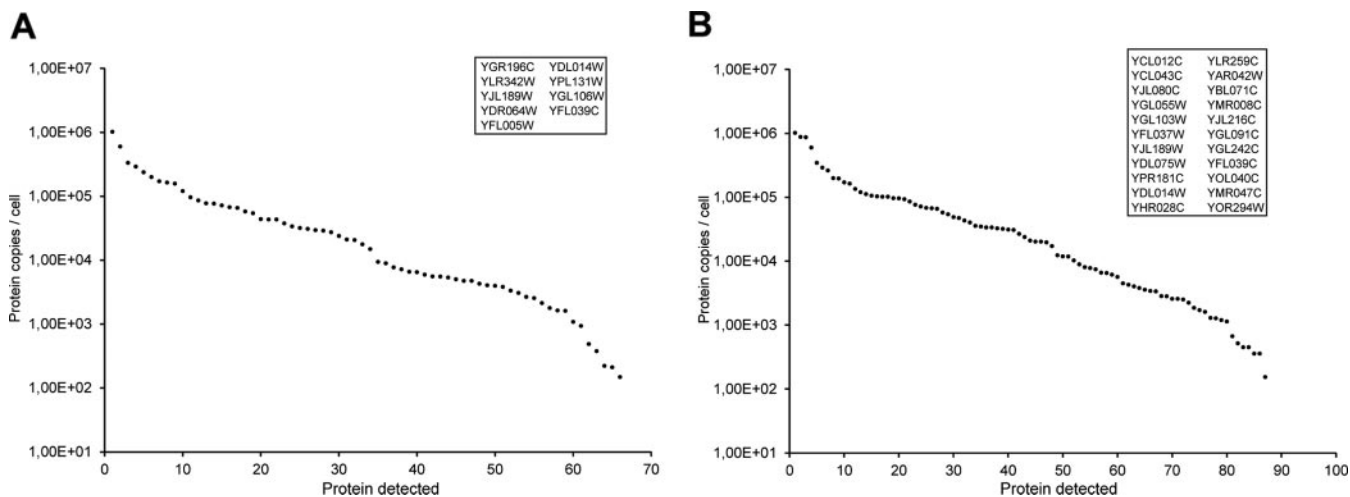 A
1,00E+07
1,00E+06
1,00E+05
1,00E+04
1,00E+03
1,00E+02
1,00E+01
Protein copies / cell
0 10 20 30 40 50 60 70
Protein detected
YGR196C YDL014W
YLR342W YPL131W
YJL189W YGL106W
YDR064W YFL039C
YFL005W
B
1,00E+07
1,00E+06
1,00E+05
1,00E+04
1,00E+03
1,00E+02
1,00E+01
Protein copies / cell
0 10 20 30 40 50 60 70 80 90 100
Protein detected
YCL012C YLR259C
YCL043C YAR042W
YJL080C YBL071C
YGL055W YMR008C
YGL103W YJL216C
YFL037W YGL091C
YJL189W YGL242C
YDL075W YFL039C
YPR181C YOL040C
YDL014W YMR047C
YHR028C YOR294W